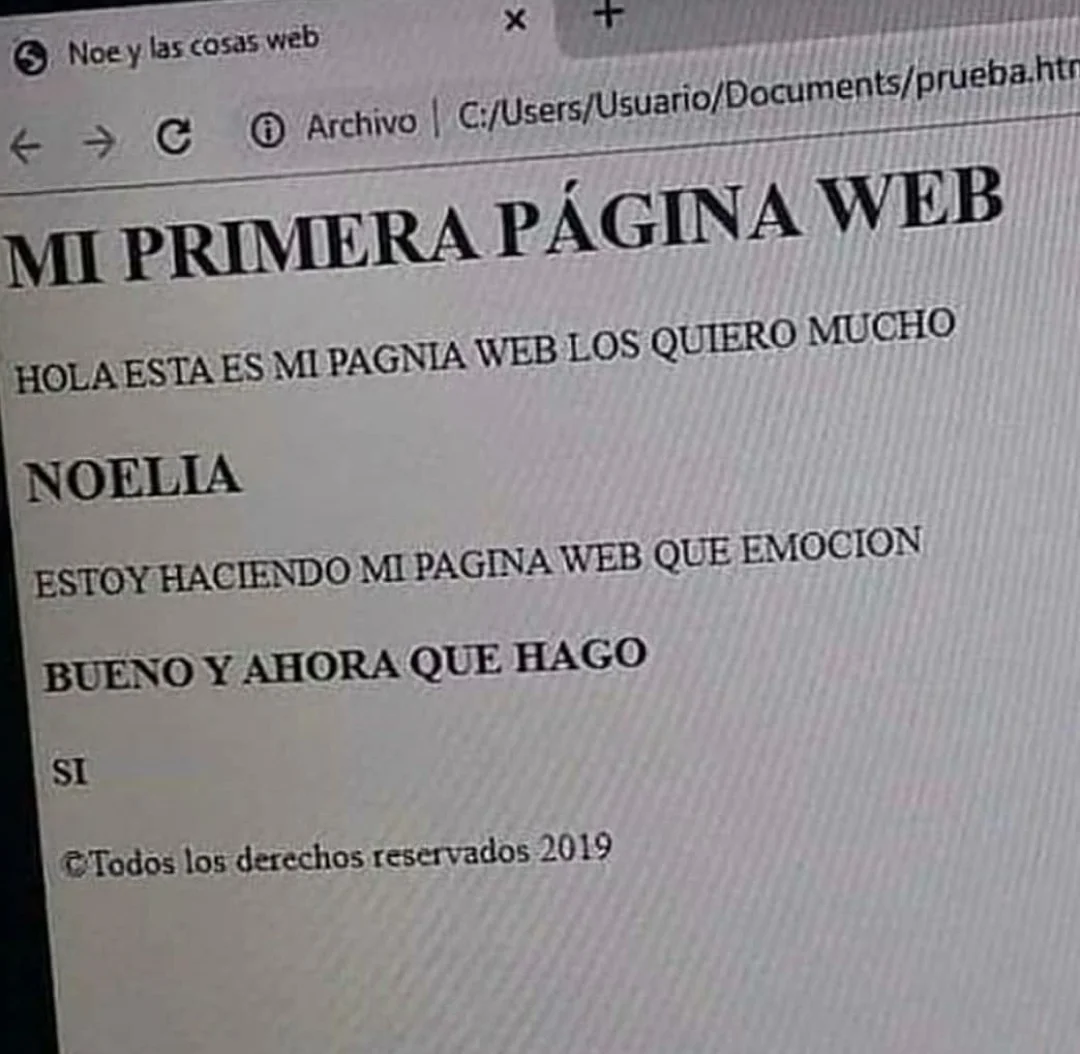 Noe y las cosas web
Archivo | C:/Users/Usuario/Documents/prueba.htm
MI PRIMERA PÁGINA WEB
HOLA ESTA ES MI PAGNIA WEB LOS QUIERO MUCHO
NOELIA
ESTOY HACIENDO MI PAGINA WEB QUE EMOCION
BUENO Y AHORA QUE HAGO
SI
©Todos los derechos reservados 2019